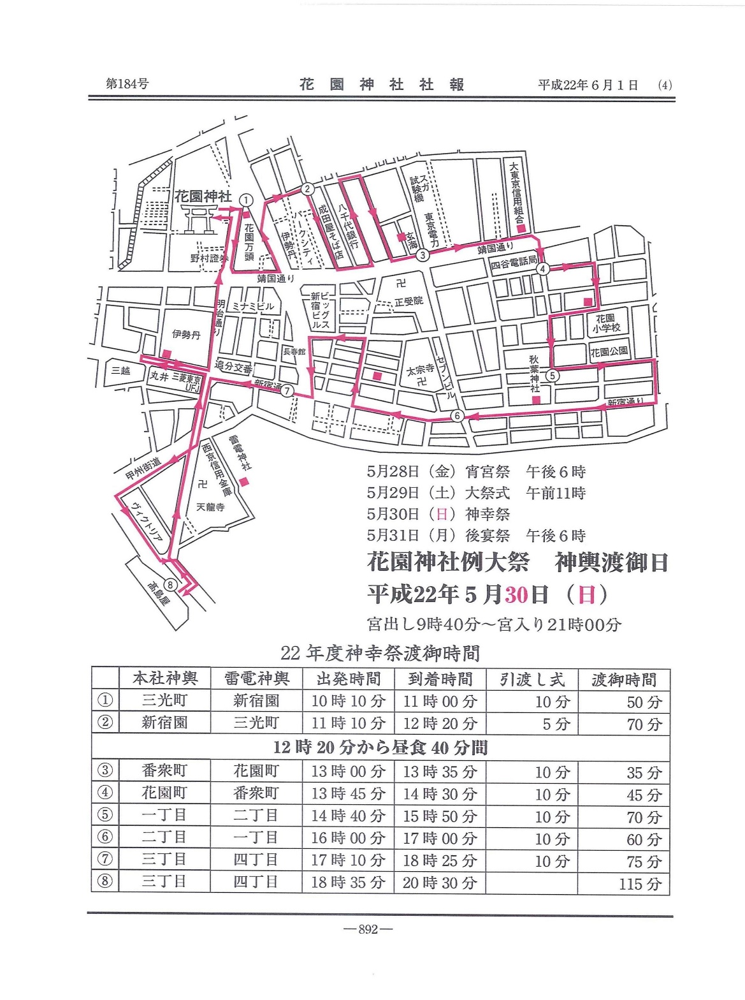 第184号
花園神社社報
平成22年6月1日 (4)
花園神社
①
②
成田屋そば店
八千代銀行
スガ試験機
東京電力
大東京信用組合
花園万頭
伊勢丹
パークシティ
玄海
③
靖国通り
四谷電話局
④
野村證券
靖国通り
卍
正受院
明治通り
ミナミビル
新宿ビル
ビッグス
花園小学校
伊勢丹
長春館
花園公園
三越
丸井
三菱東京UFJ
追分交番
新宿通り
⑦
太宗寺
卍
セブンビル
秋葉神社
⑤
新宿通り
⑥
甲州街道
西京信用金庫
雷電神社
卍
天龍寺
ヴィクトリア
⑧
髙島屋
5月28日（金）宵宮祭　午後6時
5月29日（土）大祭式　午前11時
5月30日（日）神幸祭
5月31日（月）後宴祭　午後6時
花園神社例大祭　神輿渡御日
平成22年5月30日（日）
宮出し9時40分～宮入り21時00分
22年度神幸祭渡御時間
本社神輿 雷電神輿 出発時間 到着時間 引渡し式 渡御時間
① 三光町 新宿園 10時10分 11時00分 10分 50分
② 新宿園 三光町 11時10分 12時20分 5分 70分
12時20分から昼食40分間
③ 番衆町 花園町 13時00分 13時35分 10分 35分
④ 花園町 番衆町 13時45分 14時30分 10分 45分
⑤ 一丁目 二丁目 14時40分 15時50分 10分 70分
⑥ 二丁目 一丁目 16時00分 17時00分 10分 60分
⑦ 三丁目 四丁目 17時10分 18時25分 10分 75分
⑧ 三丁目 四丁目 18時35分 20時30分 115分
—892—